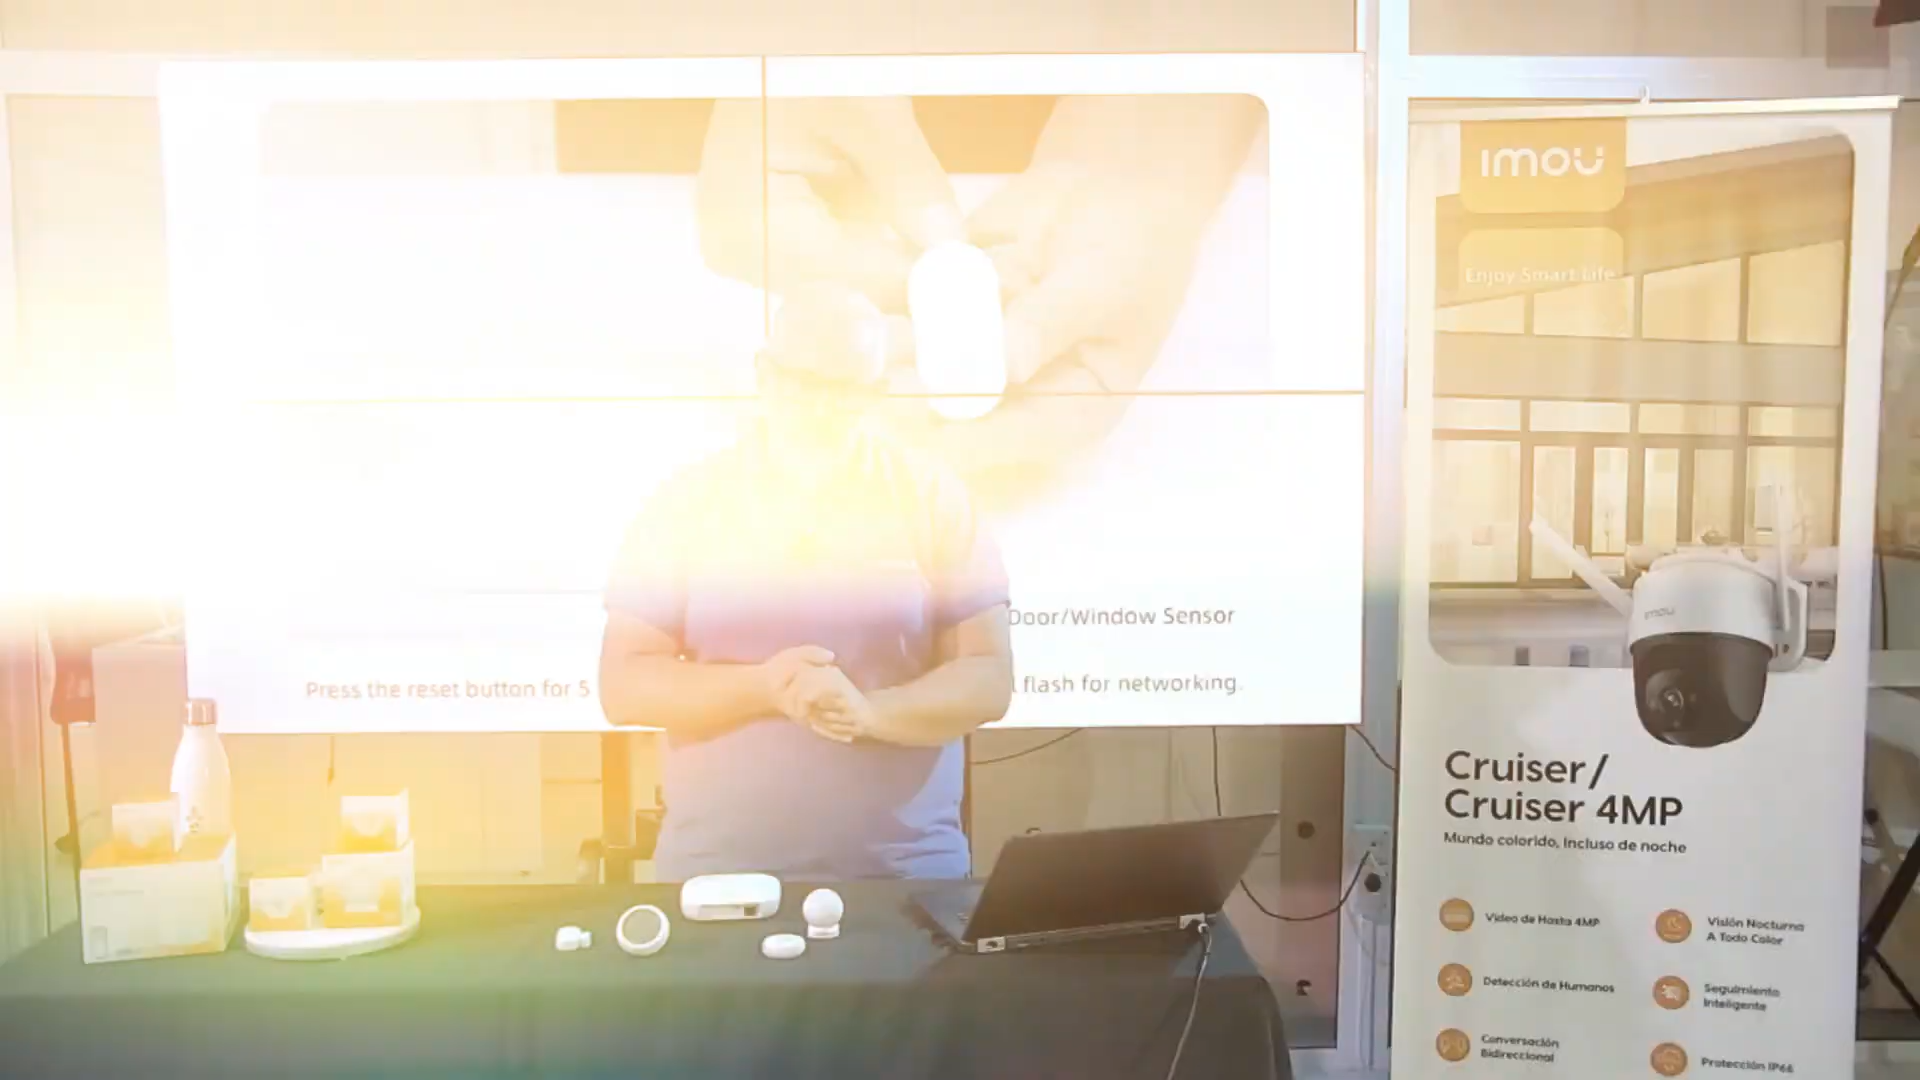 Door/Window Sensor
Press the reset button for 5
l flash for networking.
imou
Enjoy Smart Life
imou
Cruiser/
Cruiser 4MP
Mundo colorido, incluso de noche
Video de Hasta 4MP
Visión Nocturna
A Todo Color
Detección de Humanos
Seguimiento
Inteligente
Conversación
Bidireccional
Protección IP66